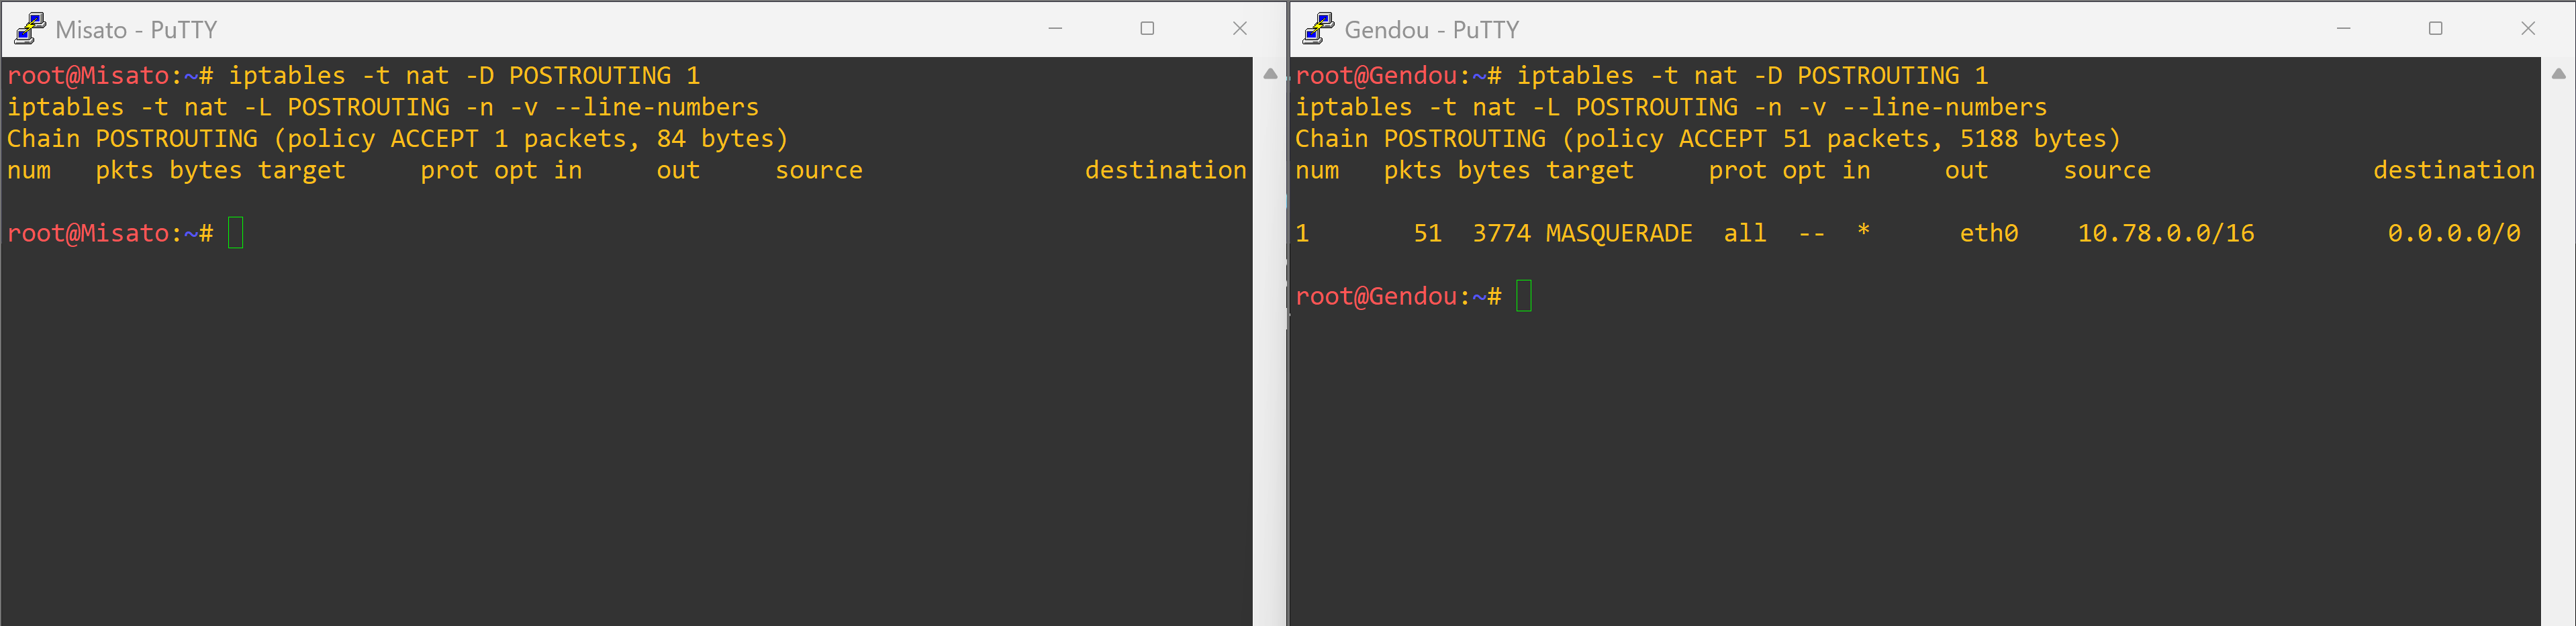 Misato - PuTTY
root@Misato:~# iptables -t nat -D POSTROUTING 1
iptables -t nat -L POSTROUTING -n -v --line-numbers
Chain POSTROUTING (policy ACCEPT 1 packets, 84 bytes)
num   pkts bytes target     prot opt in     out     source               destination
root@Misato:~#
Gendou - PuTTY
root@Gendou:~# iptables -t nat -D POSTROUTING 1
iptables -t nat -L POSTROUTING -n -v --line-numbers
Chain POSTROUTING (policy ACCEPT 51 packets, 5188 bytes)
num   pkts bytes target     prot opt in     out     source               destination
1       51  3774 MASQUERADE  all  --  *      eth0    10.78.0.0/16         0.0.0.0/0
root@Gendou:~#